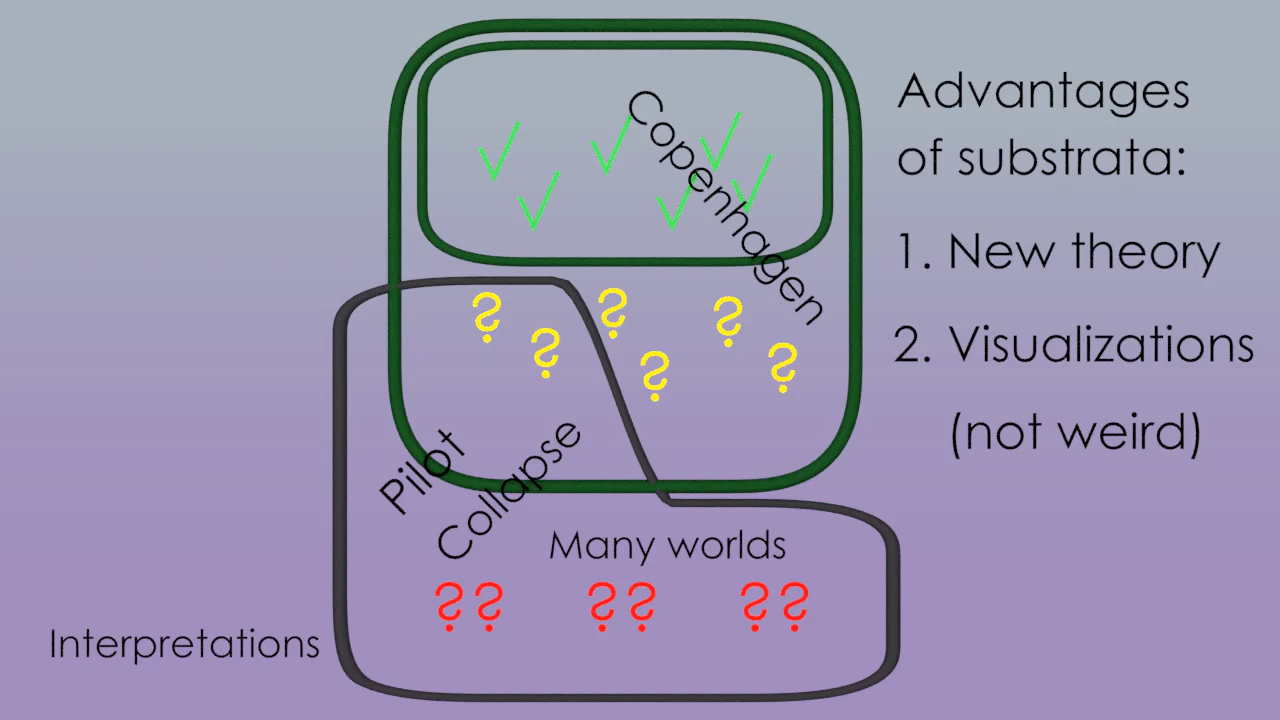 Copenhagen
Pilot
Collapse
Many worlds
?
?
?
?
?
?
?? ?? ??
Interpretations
Advantages
of substrata:
1. New theory
2. Visualizations
(not weird)